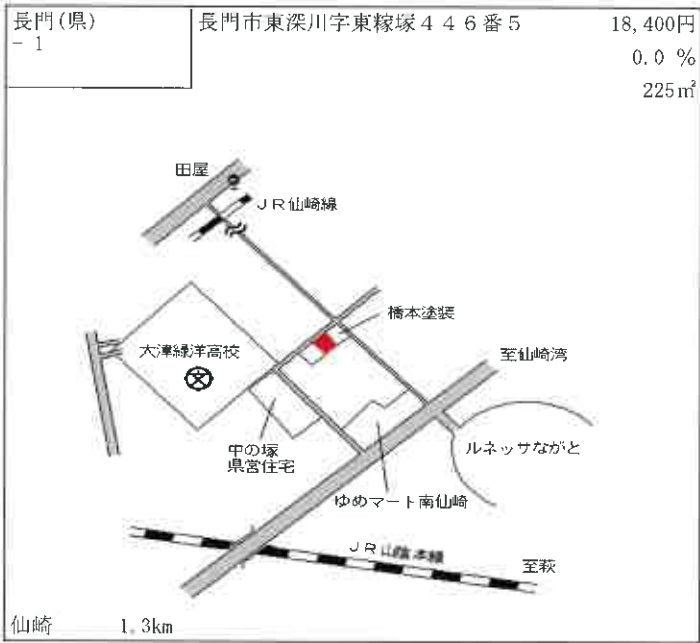 長門(県)
－1
長門市東深川字東糘塚４４６番５
18,400円
0.0 %
225㎡
田屋
ＪＲ仙崎線
橋本塗装
大津緑洋高校
至仙崎湾
中の塚
県営住宅
ルネッサながと
ゆめマート南仙崎
ＪＲ山陰本線
至萩
仙崎 1.3km